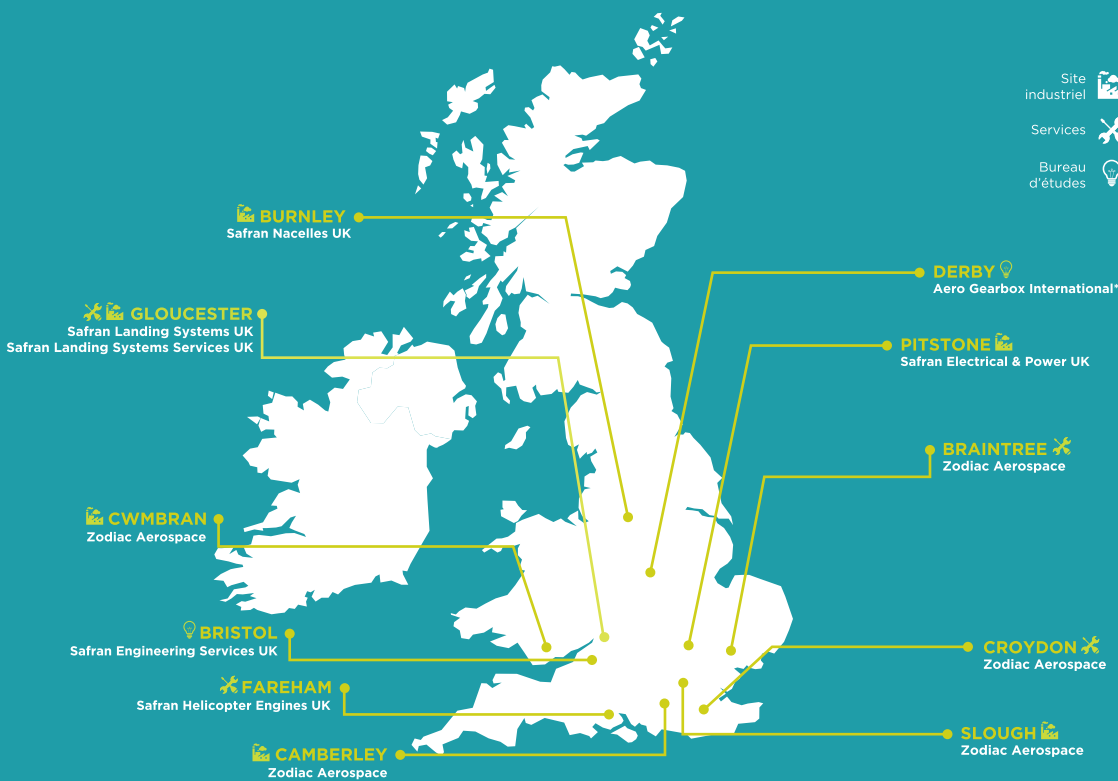 Site
industriel
Services
Bureau
d'études
BURNLEY
Safran Nacelles UK
DERBY
Aero Gearbox International*
GLOUCESTER
Safran Landing Systems UK
Safran Landing Systems Services UK
PITSTONE
Safran Electrical & Power UK
BRAINTREE
Zodiac Aerospace
CWMBRAN
Zodiac Aerospace
BRISTOL
Safran Engineering Services UK
CROYDON
Zodiac Aerospace
FAREHAM
Safran Helicopter Engines UK
SLOUGH
Zodiac Aerospace
CAMBERLEY
Zodiac Aerospace